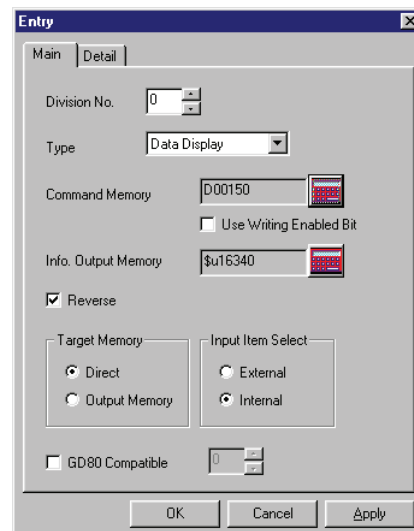 Entry
Main Detail
Division No. 0
Type Data Display
Command Memory D00150
Use Writing Enabled Bit
Info. Output Memory $u16340
Reverse
Target Memory Input Item Select
Direct External
Output Memory Internal
GD80 Compatible 0
OK Cancel Apply